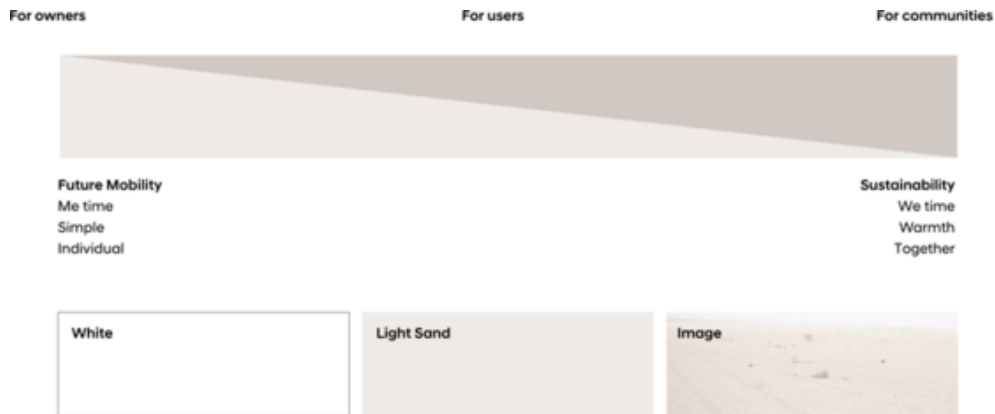 For owners
For users
For communities
Future Mobility
Me time
Simple
Individual
Sustainability
We time
Warmth
Together
White
Light Sand
Image